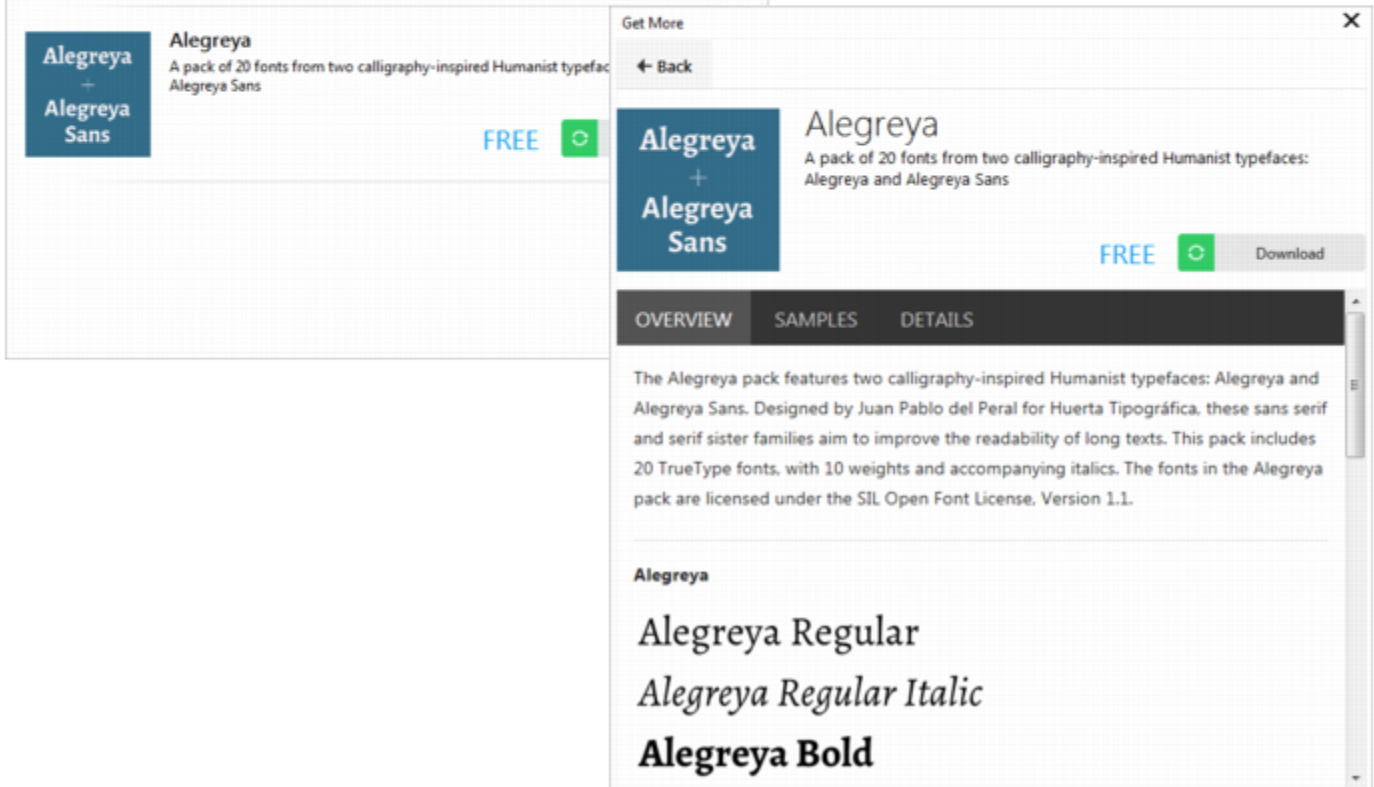 Alegreya
+
Alegreya
Sans
Alegreya
A pack of 20 fonts from two calligraphy-inspired Humanist
Alegreya Sans
FREE
Get More
← Back
Alegreya
+
Alegreya
Sans
Alegreya
A pack of 20 fonts from two calligraphy-inspired Humanist typefaces:
Alegreya and Alegreya Sans
FREE
Download
OVERVIEW SAMPLES DETAILS
The Alegreya pack features two calligraphy-inspired Humanist typefaces: Alegreya and
Alegreya Sans. Designed by Juan Pablo del Peral for Huerta Tipográfica, these sans serif
and serif sister families aim to improve the readability of long texts. This pack includes
20 TrueType fonts, with 10 weights and accompanying italics. The fonts in the Alegreya
pack are licensed under the SIL Open Font License, Version 1.1.
Alegreya
Alegreya Regular
Alegreya Regular Italic
Alegreya Bold